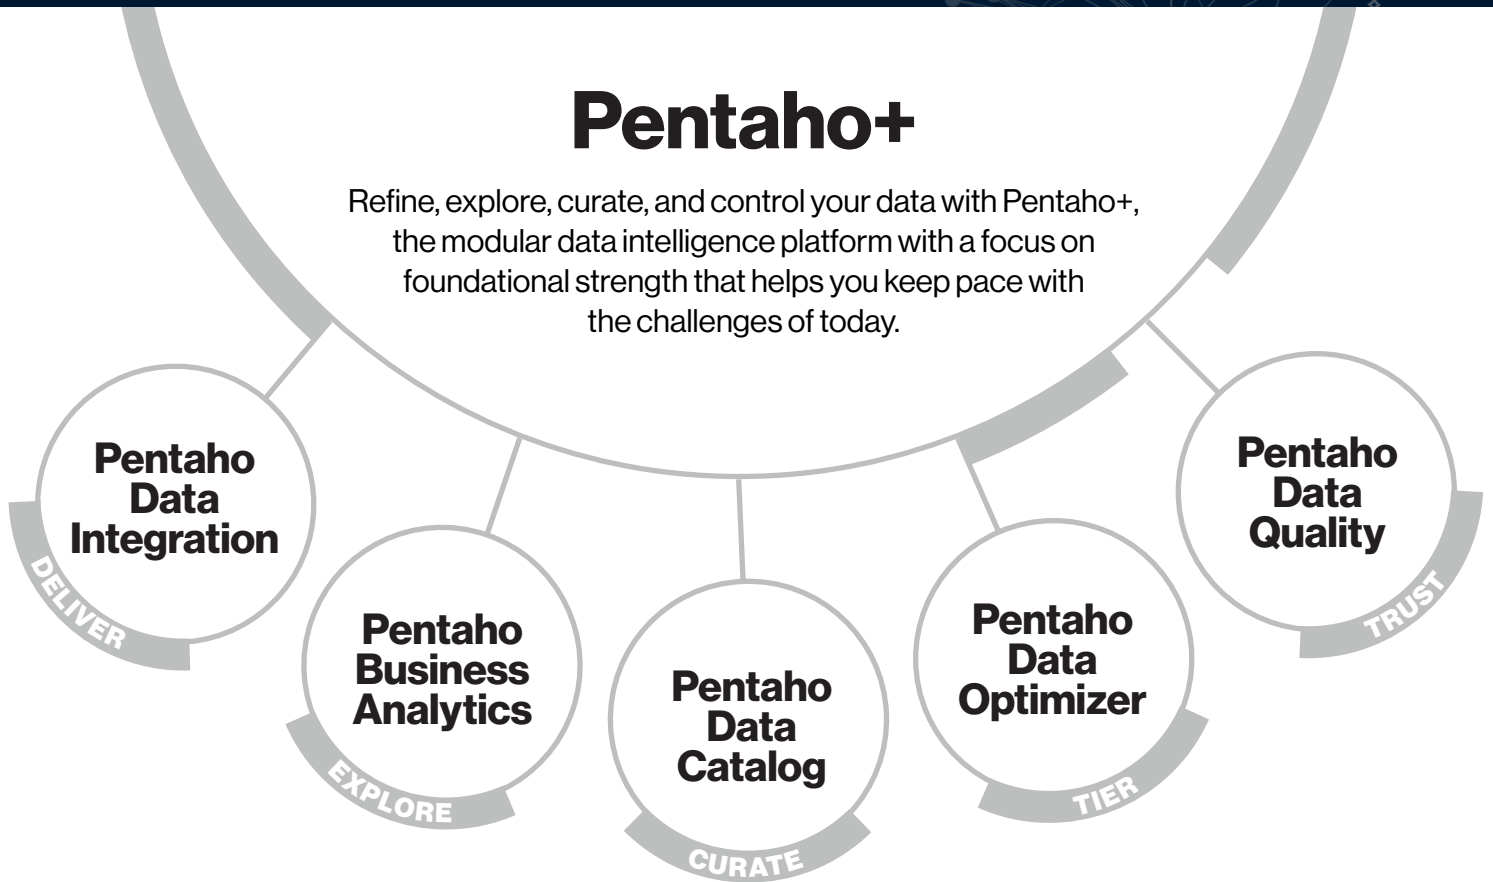 Pentaho+
Refine, explore, curate, and control your data with Pentaho+,
the modular data intelligence platform with a focus on
foundational strength that helps you keep pace with
the challenges of today.
Pentaho
Data
Integration
DELIVER
Pentaho
Business
Analytics
EXPLORE
Pentaho
Data
Catalog
CURATE
Pentaho
Data
Optimizer
TIER
Pentaho
Data
Quality
TRUST